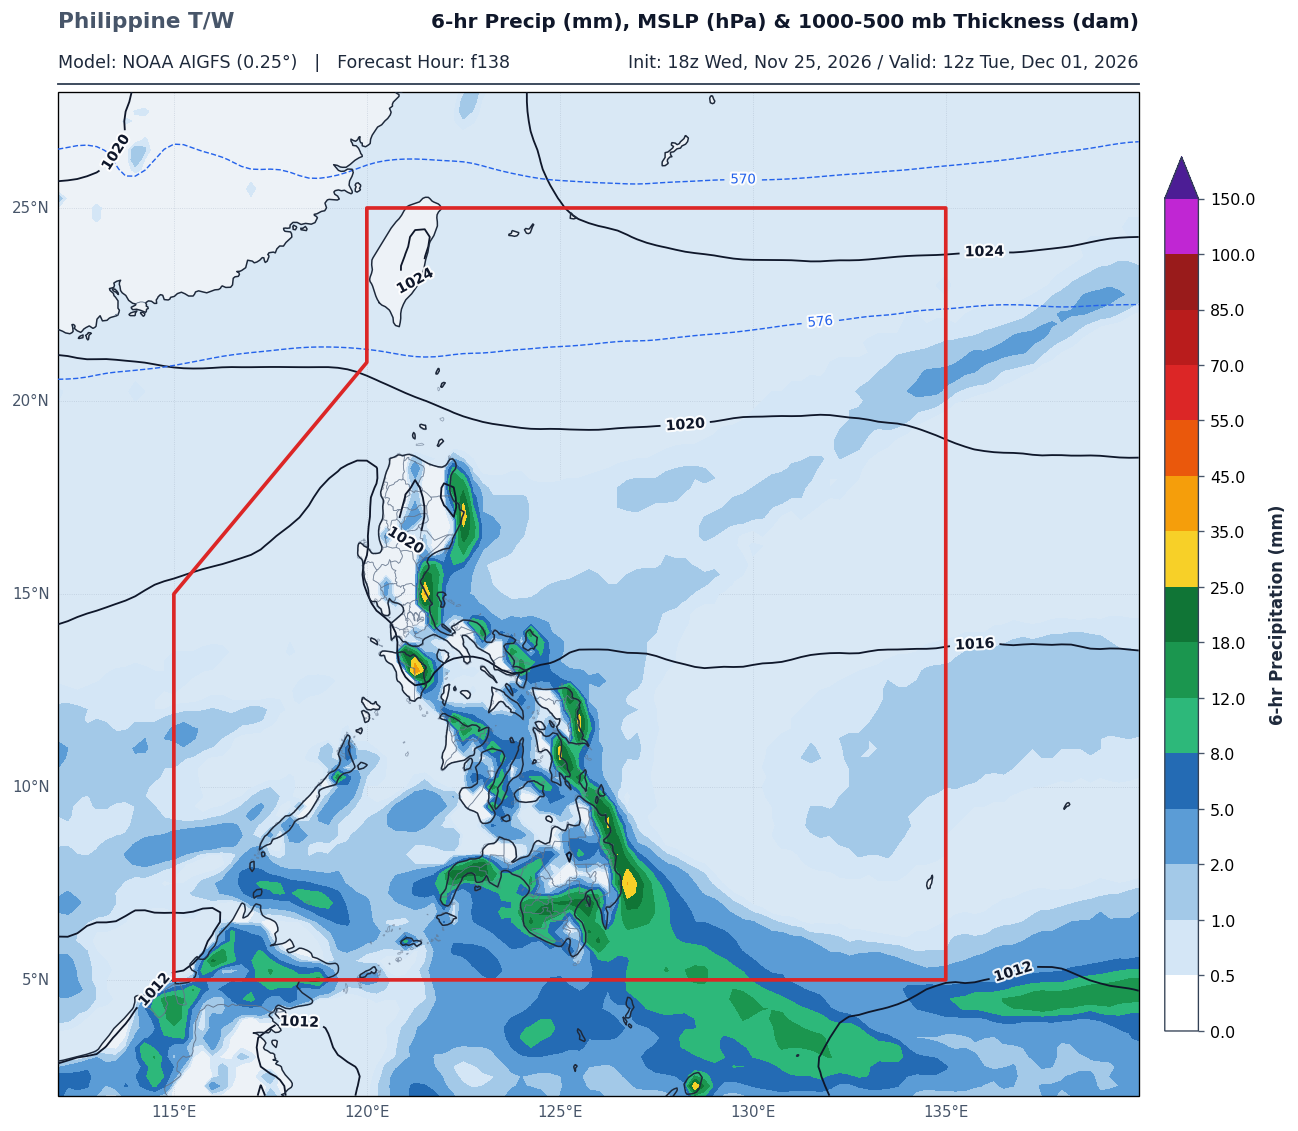 Philippine T/W
6-hr Precip (mm), MSLP (hPa) & 1000-500 mb Thickness (dam)
Model: NOAA AIGFS (0.25°) | Forecast Hour: f138
Init: 18z Wed, Nov 25, 2026 / Valid: 12z Tue, Dec 01, 2026
1020
570
25°N
1024
1024
576
20°N
1020
1020
15°N
1016
10°N
1012
1012
5°N
1012
115°E
120°E
125°E
130°E
135°E
150.0
100.0
85.0
70.0
55.0
45.0
35.0
25.0
18.0
12.0
8.0
5.0
2.0
1.0
0.5
0.0
6-hr Precipitation (mm)